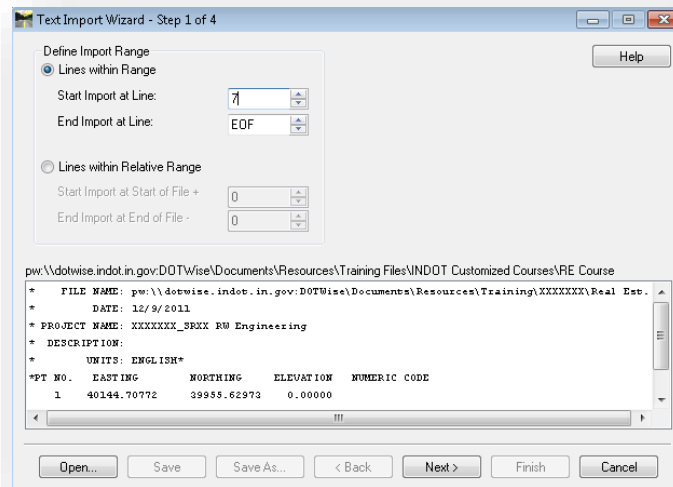 Text Import Wizard - Step 1 of 4
Define Import Range
Help
Lines within Range
Start Import at Line: 7
End Import at Line: EOF
Lines within Relative Range
Start Import at Start of File + 0
End Import at End of File - 0
pw:\\dotwise.indot.in.gov:DOTWise\Documents\Resources\Training Files\INDOT Customized Courses\RE Course
* FILE NAME: pw:\\dotwise.indot.in.gov:DOTWise\Documents\Resources\Training\XXXXXXX\Real Est.
* DATE: 12/9/2011
* PROJECT NAME: XXXXXXX_SRXX RW Engineering
* DESCRIPTION:
* UNITS: ENGLISH*
*PT NO. EASTING NORTHING ELEVATION NUMERIC CODE
1 40144.70772 39955.62973 0.00000
Open... Save Save As... < Back Next > Finish Cancel